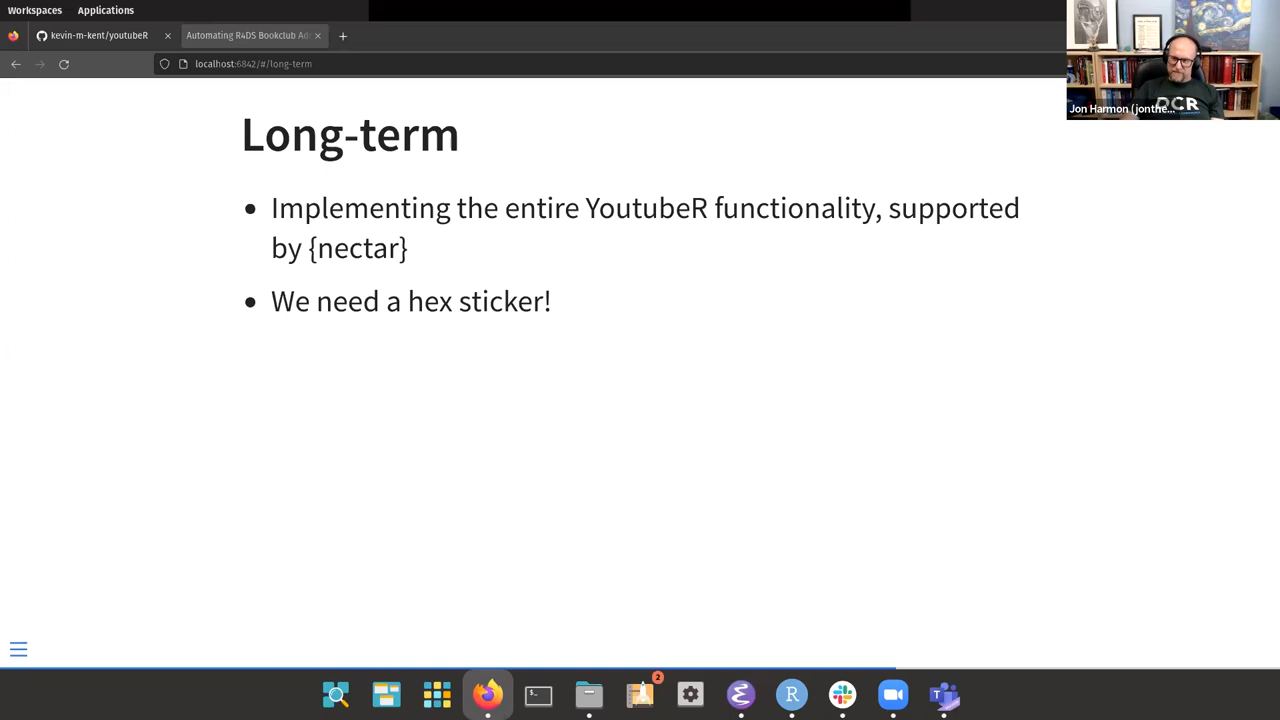 Workspaces Applications
kevin-m-kent/youtubeR
Automating R4DS Bookclub Ad
localhost:6842/#/long-term
Jon Harmon (jonthe...
Long-term
• Implementing the entire YoutubeR functionality, supported
by {nectar}
• We need a hex sticker!
2
R